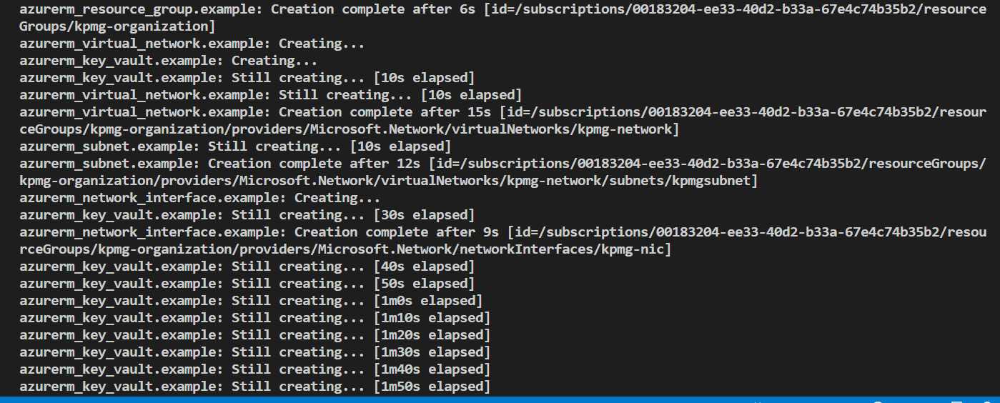 azurerm_resource_group.example: Creation complete after 6s [id=/subscriptions/00183204-ee33-40d2-b33a-67e4c74b35b2/resource
Groups/kpmg-organization]
azurerm_virtual_network.example: Creating...
azurerm_key_vault.example: Creating...
azurerm_key_vault.example: Still creating... [10s elapsed]
azurerm_virtual_network.example: Still creating... [10s elapsed]
azurerm_virtual_network.example: Creation complete after 15s [id=/subscriptions/00183204-ee33-40d2-b33a-67e4c74b35b2/resour
rceGroups/kpmg-organization/providers/Microsoft.Network/virtualNetworks/kpmg-network]
azurerm_subnet.example: Still creating... [10s elapsed]
azurerm_subnet.example: Creation complete after 12s [id=/subscriptions/00183204-ee33-40d2-b33a-67e4c74b35b2/resourceGroups/
kpmg-organization/providers/Microsoft.Network/virtualNetworks/kpmg-network/subnets/kpmgsubnet]
azurerm_network_interface.example: Creating...
azurerm_key_vault.example: Still creating... [30s elapsed]
azurerm_network_interface.example: Creation complete after 9s [id=/subscriptions/00183204-ee33-40d2-b33a-67e4c74b35b2/resou
urceGroups/kpmg-organization/providers/Microsoft.Network/networkInterfaces/kpmg-nic]
azurerm_key_vault.example: Still creating... [40s elapsed]
azurerm_key_vault.example: Still creating... [50s elapsed]
azurerm_key_vault.example: Still creating... [1m0s elapsed]
azurerm_key_vault.example: Still creating... [1m10s elapsed]
azurerm_key_vault.example: Still creating... [1m20s elapsed]
azurerm_key_vault.example: Still creating... [1m30s elapsed]
azurerm_key_vault.example: Still creating... [1m40s elapsed]
azurerm_key_vault.example: Still creating... [1m50s elapsed]